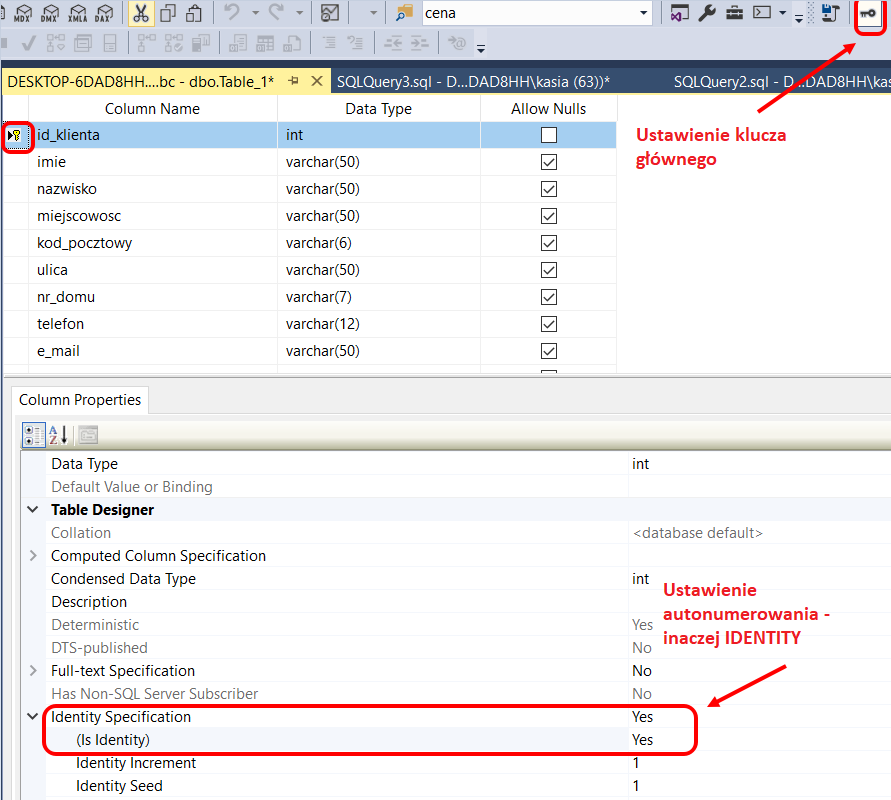 MDX DMX XMLA DAX cena
DESKTOP-6DAD8HH....bc - dbo.Table_1* SQLQuery3.sql - D...DAD8HH\kasia (63))* SQLQuery2.sql - D...DAD8HH\kas
Column Name Data Type Allow Nulls
Ustawienie klucza
głównego
id_klienta int
imie varchar(50)
nazwisko varchar(50)
miejscowosc varchar(50)
kod_pocztowy varchar(6)
ulica varchar(50)
nr_domu varchar(7)
telefon varchar(12)
e_mail varchar(50)
Column Properties
A
Z
Data Type int
Default Value or Binding
Table Designer
Collation <database default>
Computed Column Specification
Condensed Data Type int
Description
Deterministic Yes
DTS-published No
Full-text Specification No
Has Non-SQL Server Subscriber No
Ustawienie
autonumerowania -
inaczej IDENTITY
Identity Specification Yes
(Is Identity) Yes
Identity Increment 1
Identity Seed 1